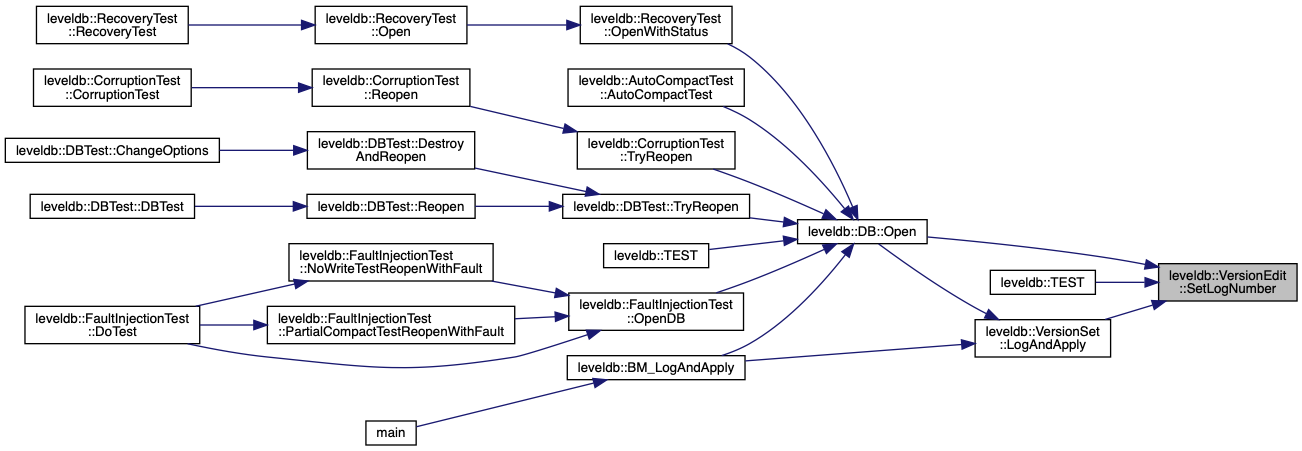 leveldb::RecoveryTest
::RecoveryTest
leveldb::RecoveryTest
::Open
leveldb::RecoveryTest
::OpenWithStatus
leveldb::CorruptionTest
::CorruptionTest
leveldb::CorruptionTest
::Reopen
leveldb::AutoCompactTest
::AutoCompactTest
leveldb::DBTest::ChangeOptions
leveldb::DBTest::Destroy
AndReopen
leveldb::CorruptionTest
::TryReopen
leveldb::DBTest::DBTest
leveldb::DBTest::Reopen
leveldb::DBTest::TryReopen
leveldb::DB::Open
leveldb::TEST
leveldb::FaultInjectionTest
::NoWriteTestReopenWithFault
leveldb::TEST
leveldb::VersionEdit
::SetLogNumber
leveldb::FaultInjectionTest
::DoTest
leveldb::FaultInjectionTest
::PartialCompactTestReopenWithFault
leveldb::FaultInjectionTest
::OpenDB
leveldb::VersionSet
::LogAndApply
leveldb::BM_LogAndApply
main